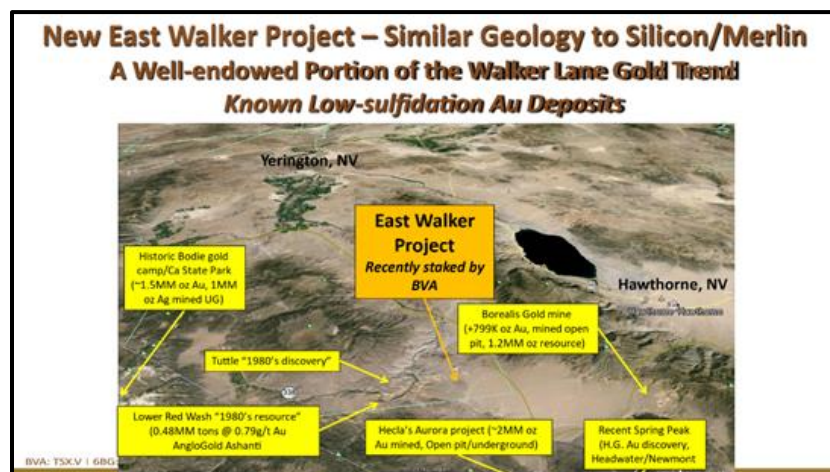 New East Walker Project – Similar Geology to Silicon/Merlin
A Well-endowed Portion of the Walker Lane Gold Trend
Known Low-sulfidation Au Deposits
Yerington, NV
East Walker
Project
Recently staked by
BVA
Historic Bodie gold
camp/Ca State Park
(~1.5MM oz Au, 1MM
oz Ag mined UG)
Hawthorne, NV
Hawthorne
Borealis Gold mine
(+799K oz Au, mined open
pit, 1.2MM oz resource)
Tuttle "1980's discovery"
Lower Red Wash "1980's resource"
(0.48MM tons @ 0.79g/t Au
AngloGold Ashanti
Hecla's Aurora project (~2MM oz
Au mined, Open pit/underground)
Recent Spring Peak
(H.G. Au discovery,
Headwater/Newmont
BVA: TSX.V | 6BG: